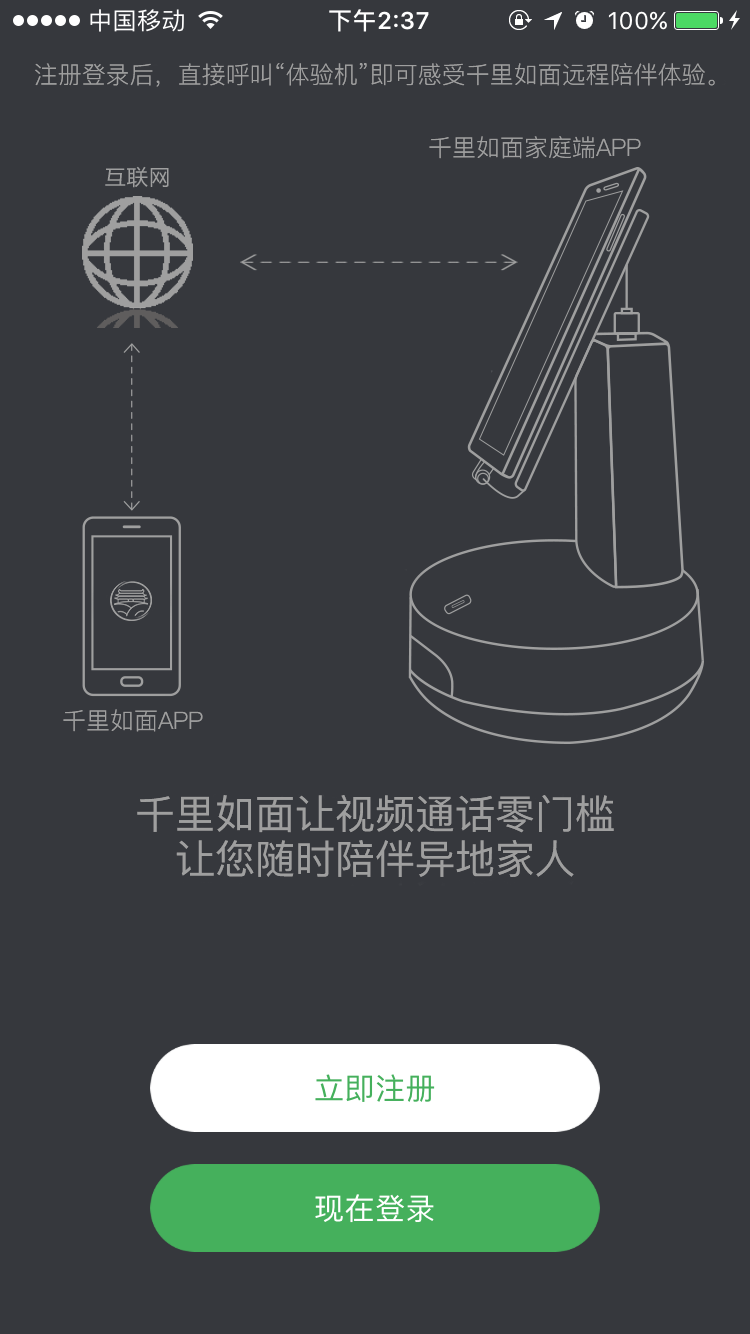 中国移动 下午2:37 100%
注册登录后，直接呼叫“体验机”即可感受千里如面远程陪伴体验。
千里如面家庭端APP
互联网
千里如面APP
千里如面让视频通话零门槛
让您随时陪伴异地家人
立即注册
现在登录